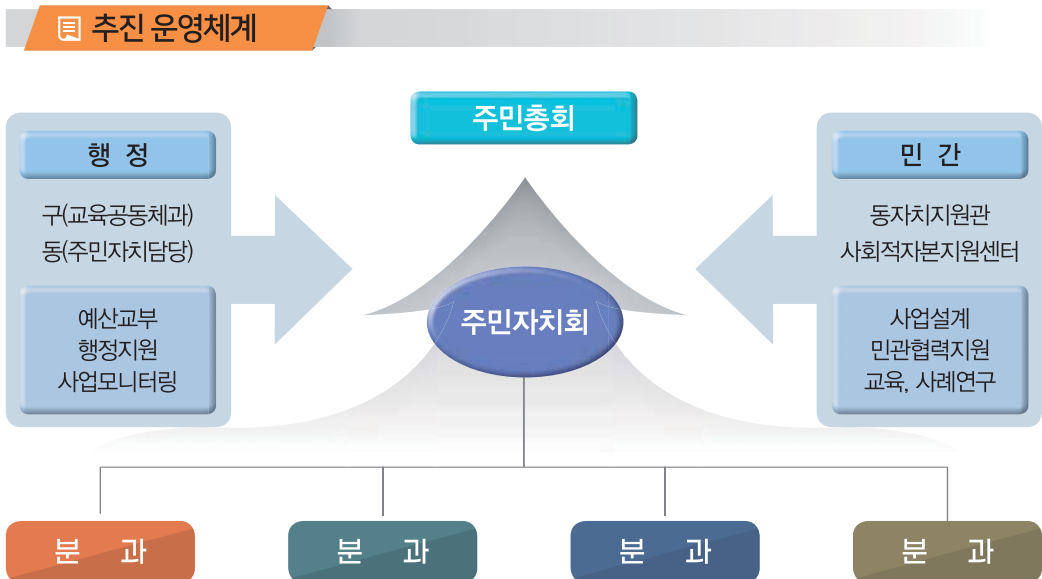 추진 운영체계
주민총회
행 정
구(교육공동체과)
동(주민자치담당)
예산교부
행정지원
사업모니터링
민 간
동자치지원관
사회적자본지원센터
사업설계
민관협력지원
교육, 사례연구
주민자치회
분 과
분 과
분 과
분 과